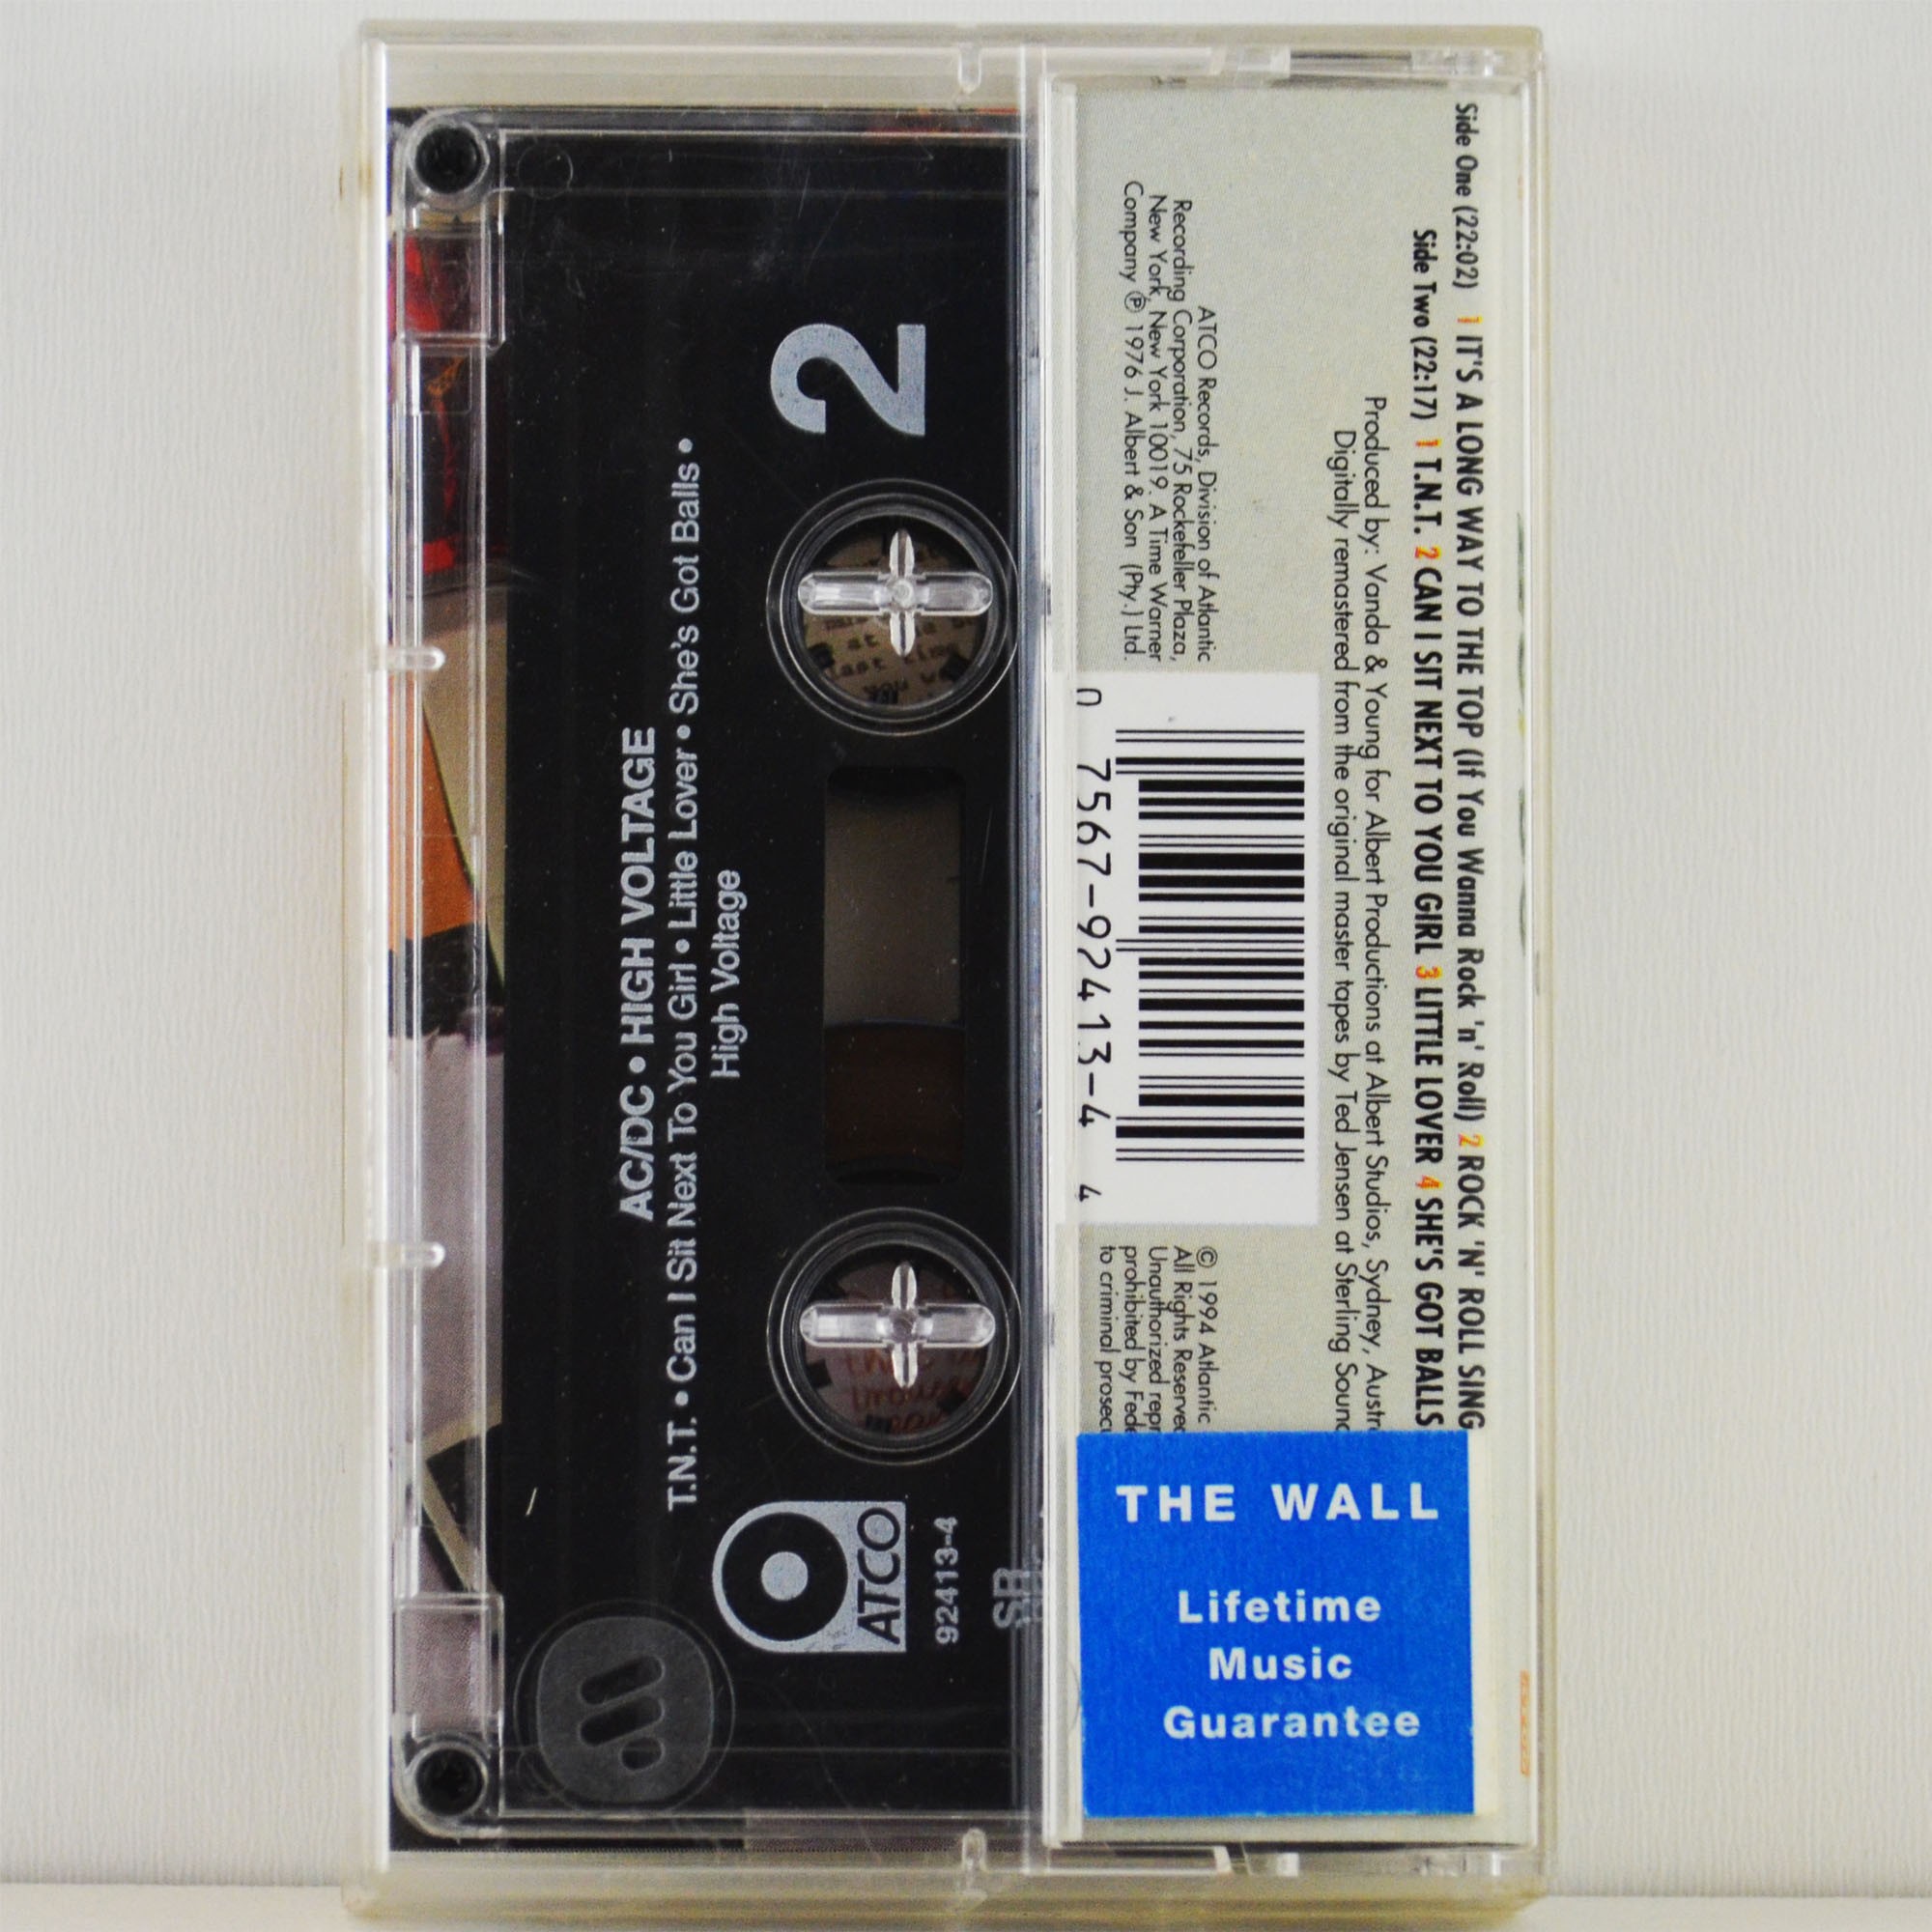 2
AC/DC • HIGH VOLTAGE
T.N.T. • Can I Sit Next To You Girl • Little Lover • She's Got Balls •
High Voltage
ATCO
92413-4
SR
Side One (22:02) 1 IT'S A LONG WAY TO THE TOP (If You Wanna Rock 'n' Roll) 2 ROCK 'N' ROLL SING
Side Two (22:17) 1 T.N.T. 2 CAN I SIT NEXT TO YOU GIRL 3 LITTLE LOVER 4 SHE'S GOT BALLS
Produced by: Vanda & Young for Albert Productions at Albert Studios, Sydney, Austr
Digitally remastered from the original master tapes by Ted Jensen at Sterling Soun
ATCO Records, Division of Atlantic
Recording Corporation, 75 Rockefeller Plaza,
New York, New York 10019. A Time Warner
Company ℗ 1976 J. Albert & Son (Pty.) Ltd.
0 7567-92413-4 4
© 1994 Atlantic
All Rights Reserve
Unauthorized repr
prohibited by Fede
to criminal prosec
THE WALL
Lifetime
Music
Guarantee